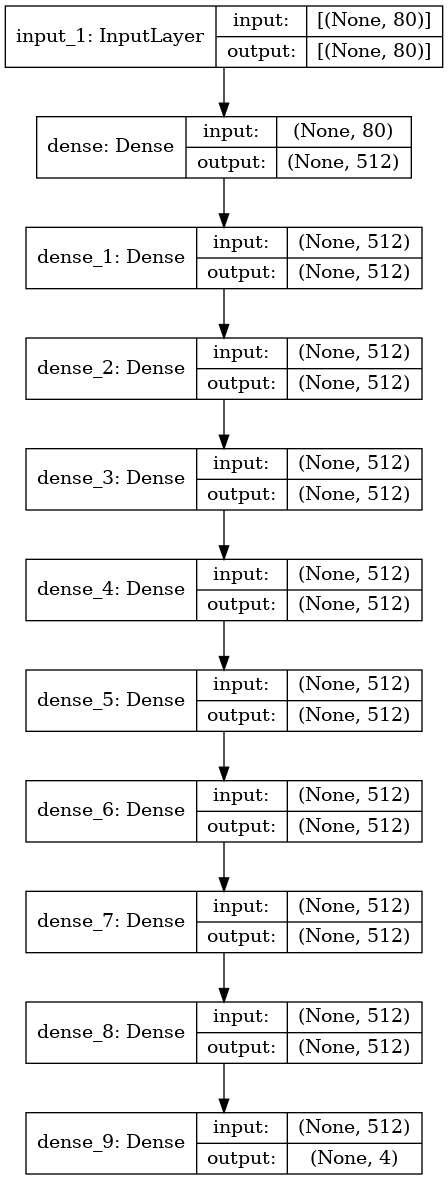 input_1: InputLayer
input: [(None, 80)]
output: [(None, 80)]
dense: Dense
input: (None, 80)
output: (None, 512)
dense_1: Dense
input: (None, 512)
output: (None, 512)
dense_2: Dense
input: (None, 512)
output: (None, 512)
dense_3: Dense
input: (None, 512)
output: (None, 512)
dense_4: Dense
input: (None, 512)
output: (None, 512)
dense_5: Dense
input: (None, 512)
output: (None, 512)
dense_6: Dense
input: (None, 512)
output: (None, 512)
dense_7: Dense
input: (None, 512)
output: (None, 512)
dense_8: Dense
input: (None, 512)
output: (None, 512)
dense_9: Dense
input: (None, 512)
output: (None, 4)